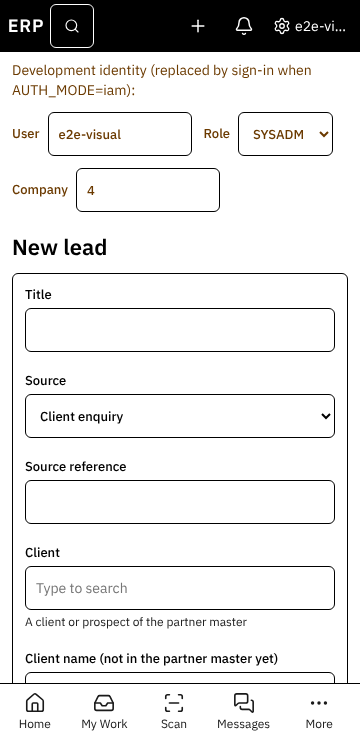 ERP
e2e-vi...
Development identity (replaced by sign-in when
AUTH_MODE=iam):
User
e2e-visual
Role
SYSADM
Company
4
New lead
Title
Source
Client enquiry
Source reference
Client
Type to search
A client or prospect of the partner master
Client name (not in the partner master yet)
Home
My Work
Scan
Messages
More